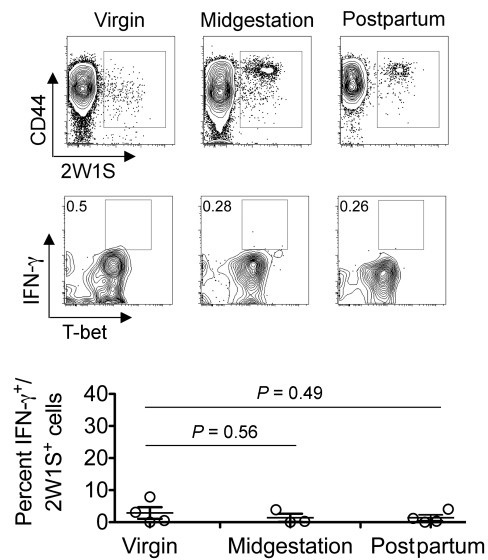 Virgin Midgestation Postpartum
CD44
2W1S
0.5 0.28 0.26
IFN-γ
T-bet
Percent IFN-γ+/
2W1S+ cells
40
30
20
10
0
P = 0.49
P = 0.56
Virgin Midgestation Postpartum